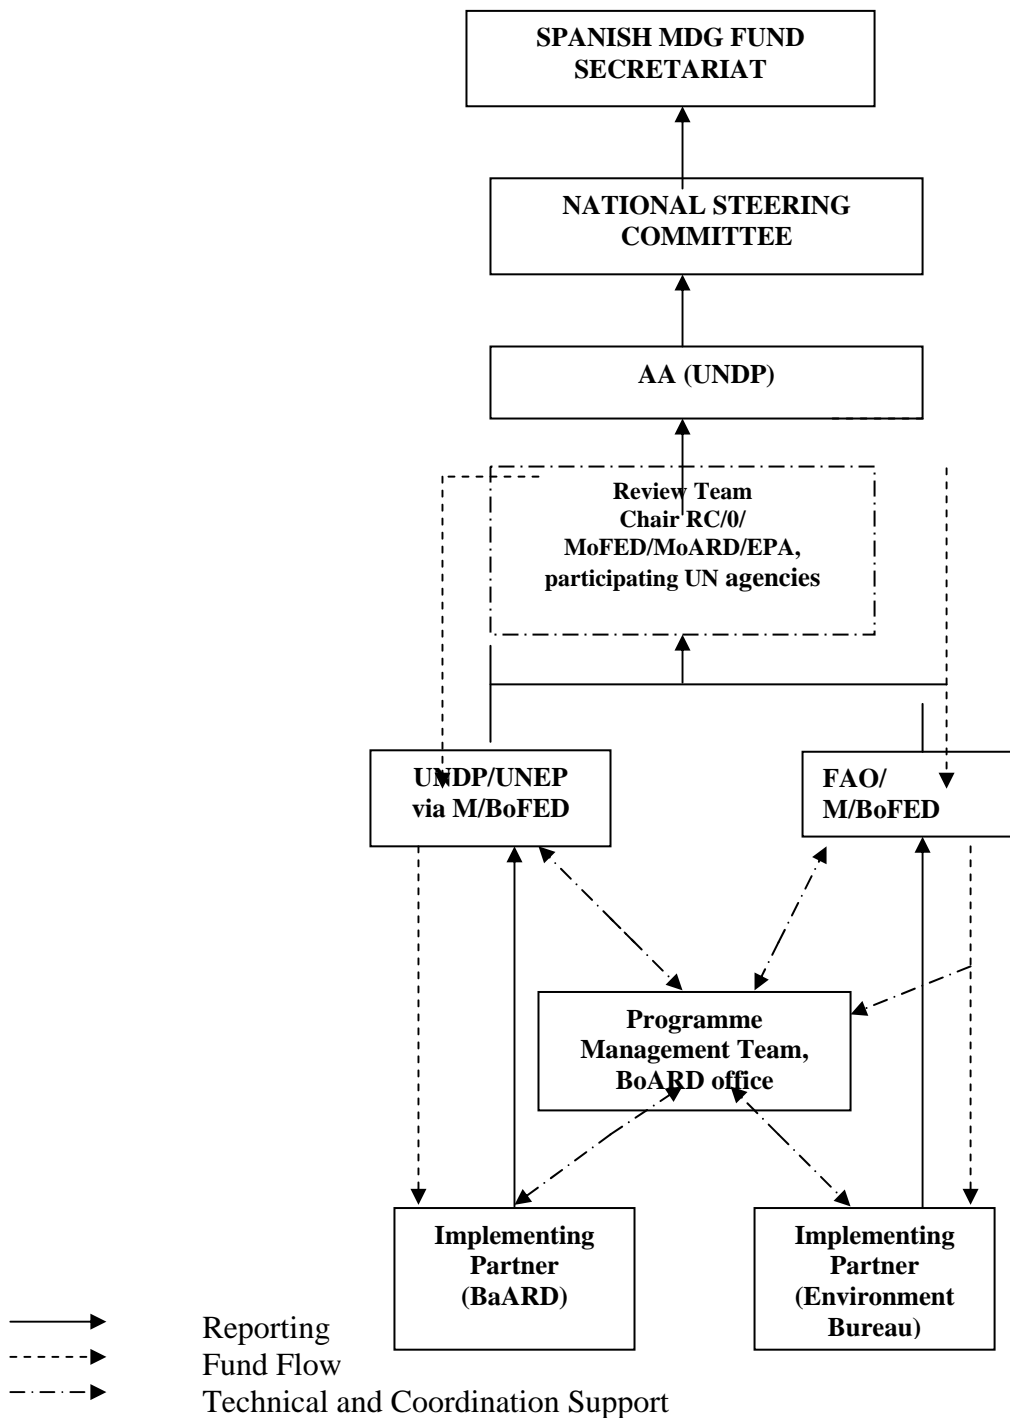 SPANISH MDG FUND
SECRETARIAT
NATIONAL STEERING
COMMITTEE
AA (UNDP)
Review Team
Chair RC/0/
MoFED/MoARD/EPA,
participating UN agencies
UNDP/UNEP
via M/BoFED
FAO/
M/BoFED
Programme
Management Team,
BoARD office
Implementing
Partner
(BaARD)
Implementing
Partner
(Environment
Bureau)
Reporting
Fund Flow
Technical and Coordination Support